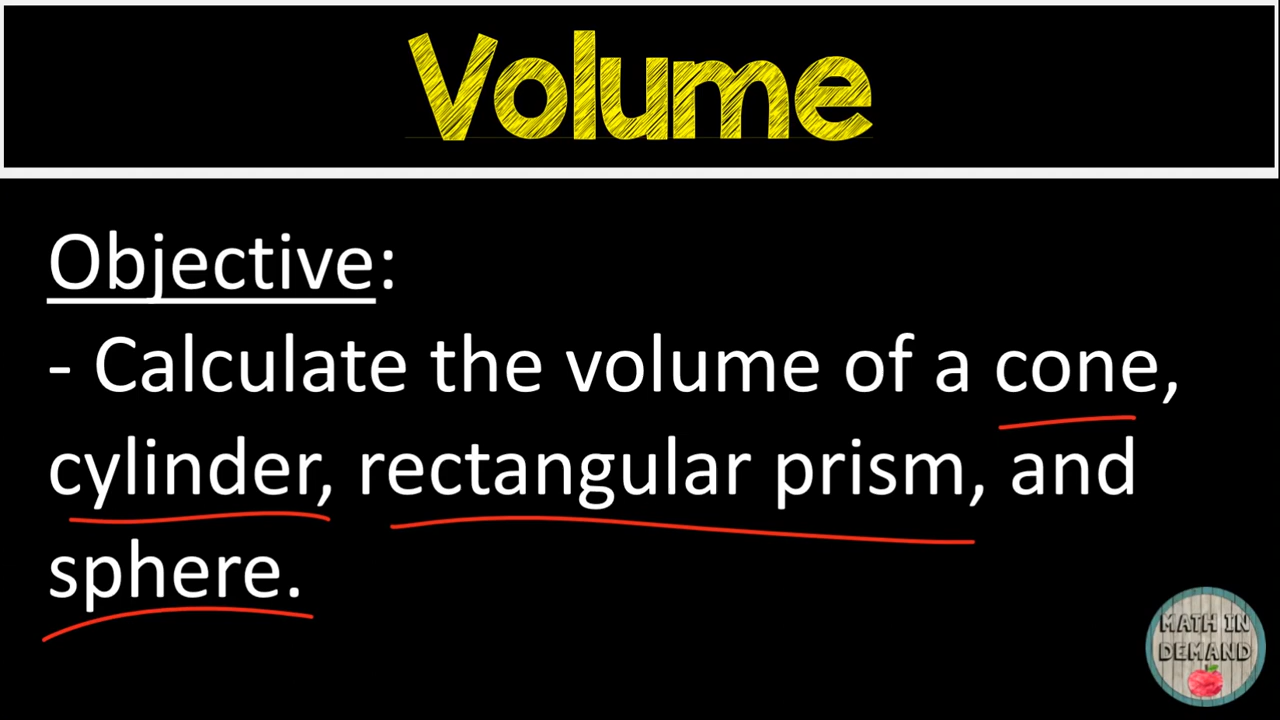 Volume
Objective:
- Calculate the volume of a cone,
cylinder, rectangular prism, and
sphere.
MATH IN
DEMAND